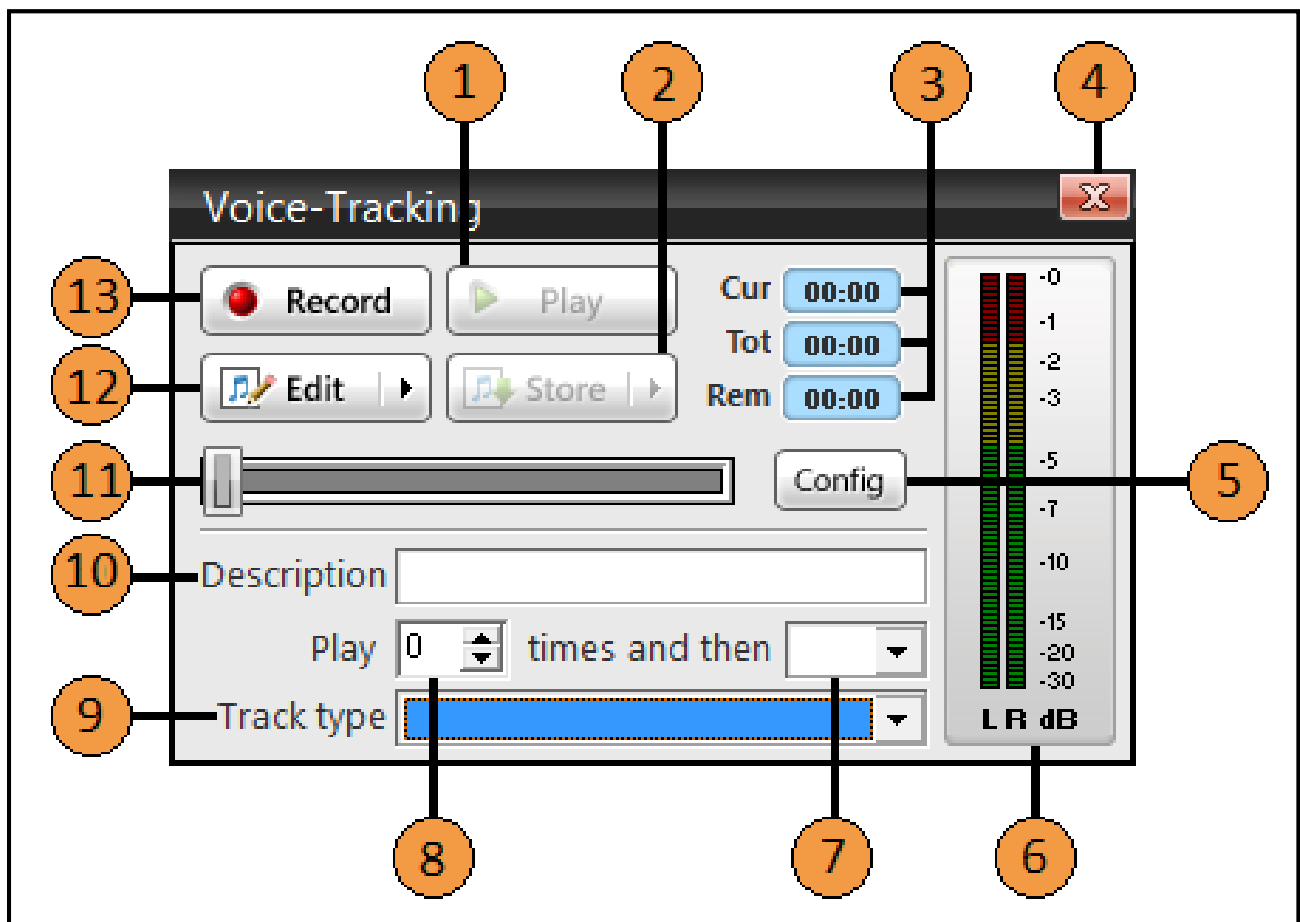 1 2 3 4
Voice-Tracking X
13 Record Play Cur 00:00 -0
-1
Tot 00:00 -2
12 Edit Store Rem 00:00 -3
11 Config -5 5
-7
10 Description -10
-15
Play 0 times and then -20
-30
9 Track type L R dB
8 7 6